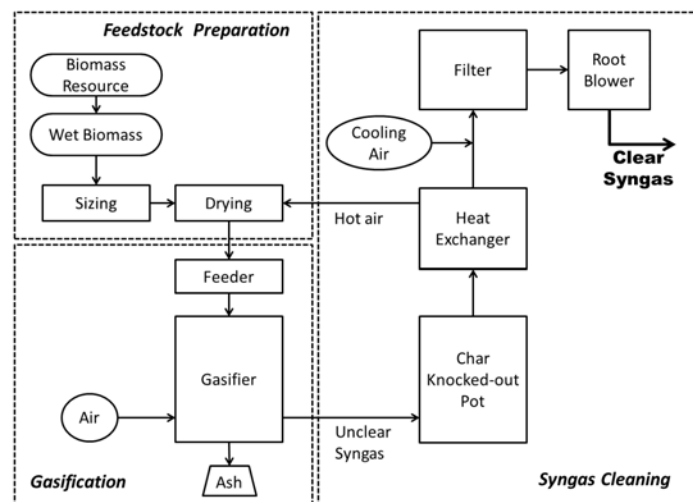 Feedstock Preparation
Biomass
Resource
Wet Biomass
Sizing
Drying
Feeder
Gasifier
Air
Ash
Gasification
Unclear
Syngas
Char
Knocked-out
Pot
Heat
Exchanger
Hot air
Cooling
Air
Filter
Root
Blower
Clear
Syngas
Syngas Cleaning